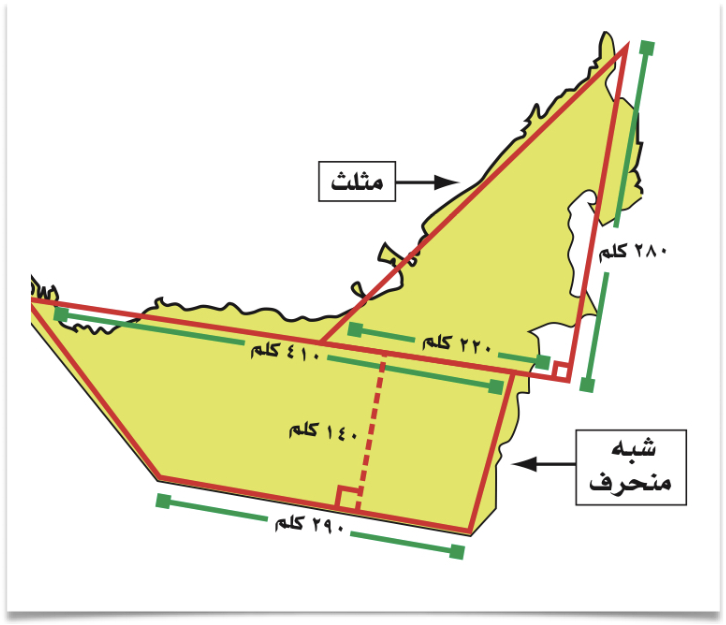 مثلث
٢٨٠ كلم
٢٢٠ كلم
٤١٠ كلم
١٤٠ كلم
شبه
منحرف
٢٩٠ كلم